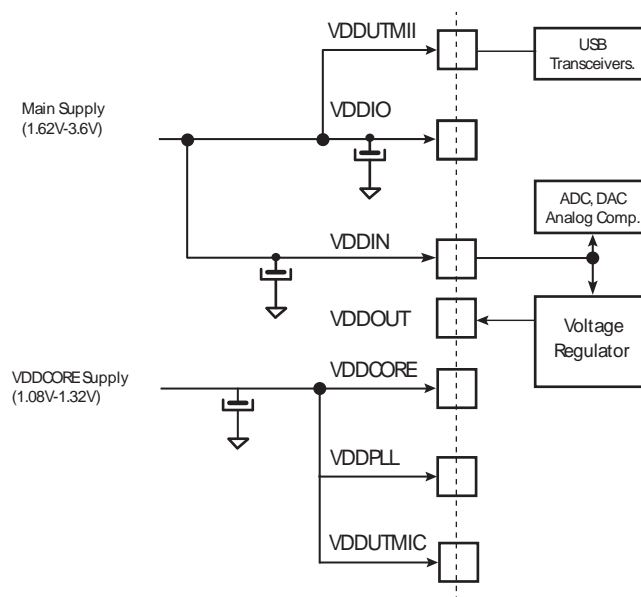 VDDUTMII
USB
Transceivers.
Main Supply
(1.62V-3.6V)
VDDIO
ADC, DAC
Analog Comp.
VDDIN
VDDOUT
Voltage
Regulator
VDDCORE Supply
(1.08V-1.32V)
VDDCORE
VDDPLL
VDDUTMIC